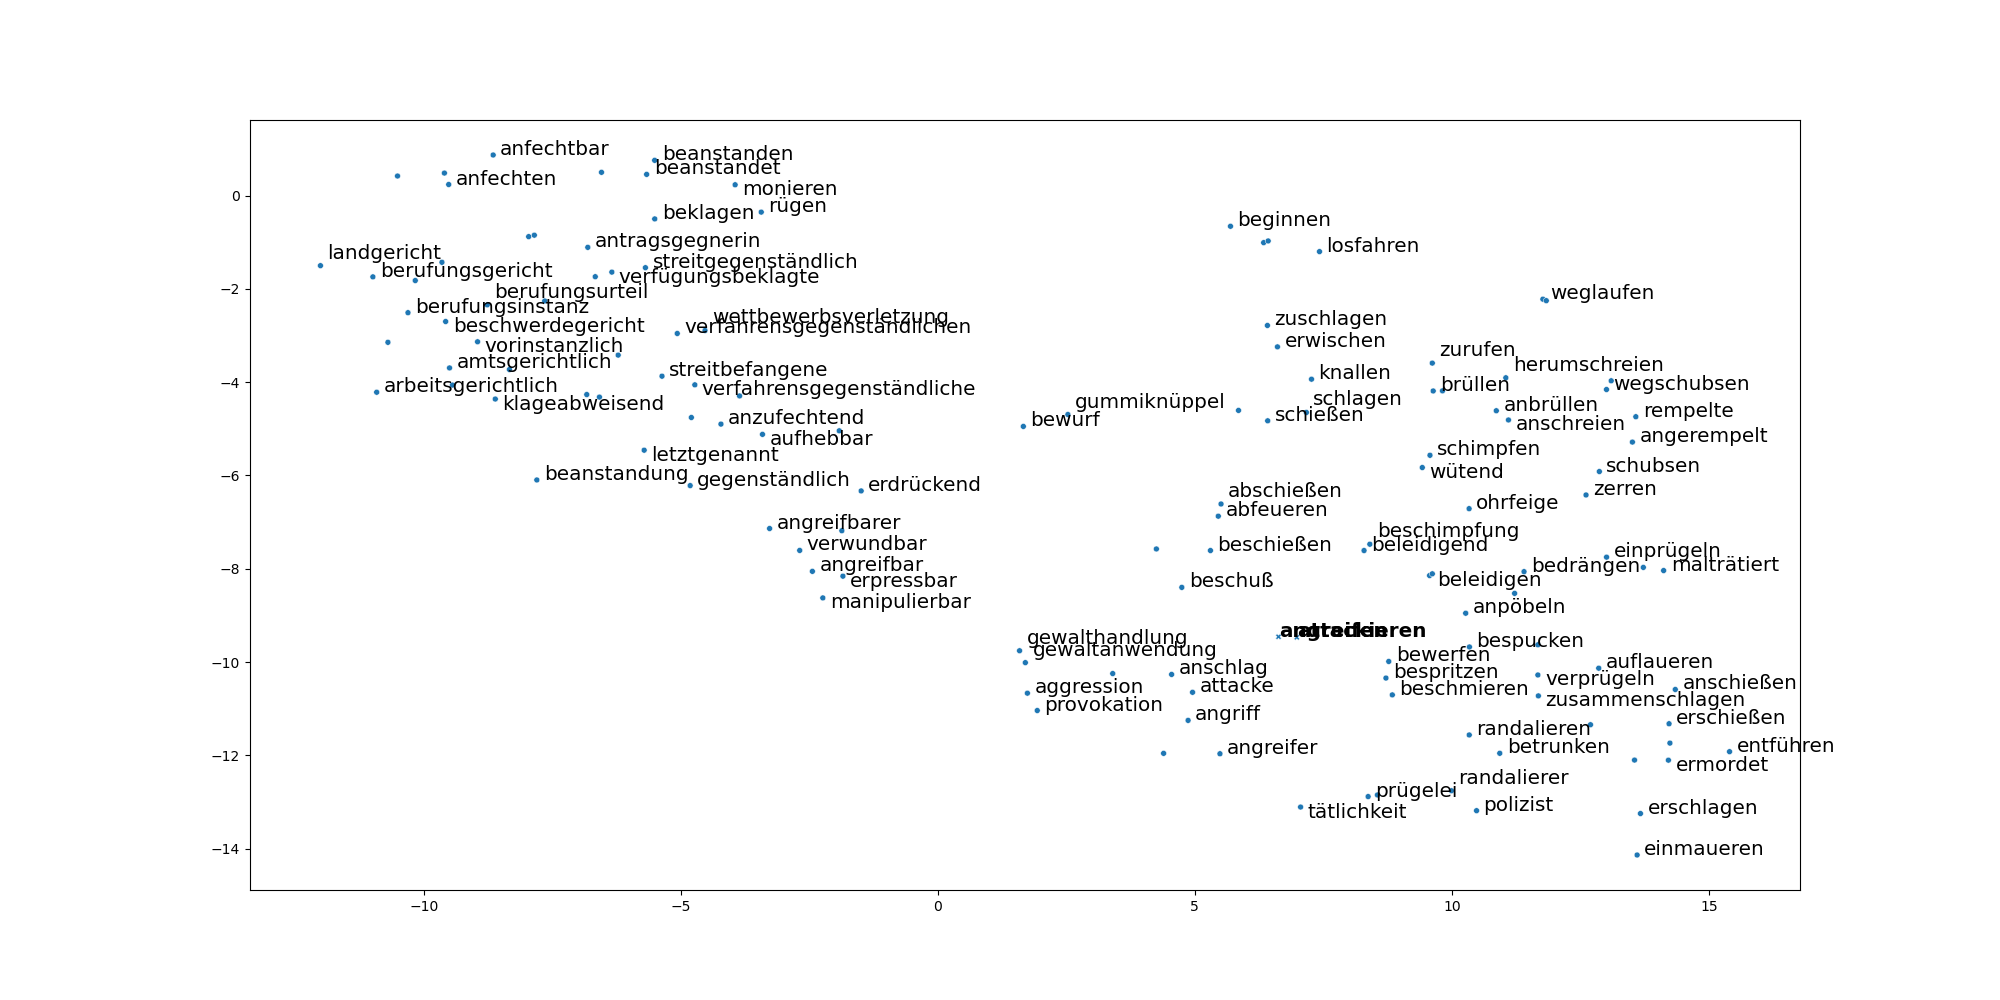 anfechtbar
beanstanden
beanstandet
anfechten
monieren
rügen
beklagen
beginnen
antragsgegnerin
losfahren
landgericht
streitgegenständlich
berufungsgericht
verfügungsbeklagte
berufungsurteil
weglaufen
berufungsinstanz
wettbewerbsverletzung
zuschlagen
beschwerdegericht
verfahrensgegenständlichen
erwischen
vorinstanzlich
zurufen
amtsgerichtlich
herumschreien
streitbefangene
knallen
arbeitsgerichtlich
verfahrensgegenständliche
brüllen
wegschubsen
klageabweisend
gummiknüppel
schlagen
anbrüllen
rempelte
anzufechtend
bewurf
schießen
anschreien
aufhebbar
angerempelt
letztgenannt
schimpfen
beanstandung
gegenständlich
wütend
schubsen
erdrückend
abschießen
zerren
abfeueren
ohrfeige
angreifbarer
beschimpfung
verwundbar
beschießen
beleidigend
einprügeln
angreifbar
bedrängen
malträtiert
erpressbar
beschuß
beleidigen
manipulierbar
anpöbeln
angreifen
attackieren
gewalthandlung
bespucken
gewaltanwendung
bewerfen
auflaueren
anschlag
bespritzen
verprügeln
anschießen
aggression
attacke
beschmieren
zusammenschlagen
provokation
angriff
randalieren
erschießen
angreifer
betrunken
entführen
ermordet
randalierer
prügelei
polizist
erschlagen
tätlichkeit
einmaueren
0
−2
−4
−6
−8
−10
−12
−14
−10 −5 0 5 10 15